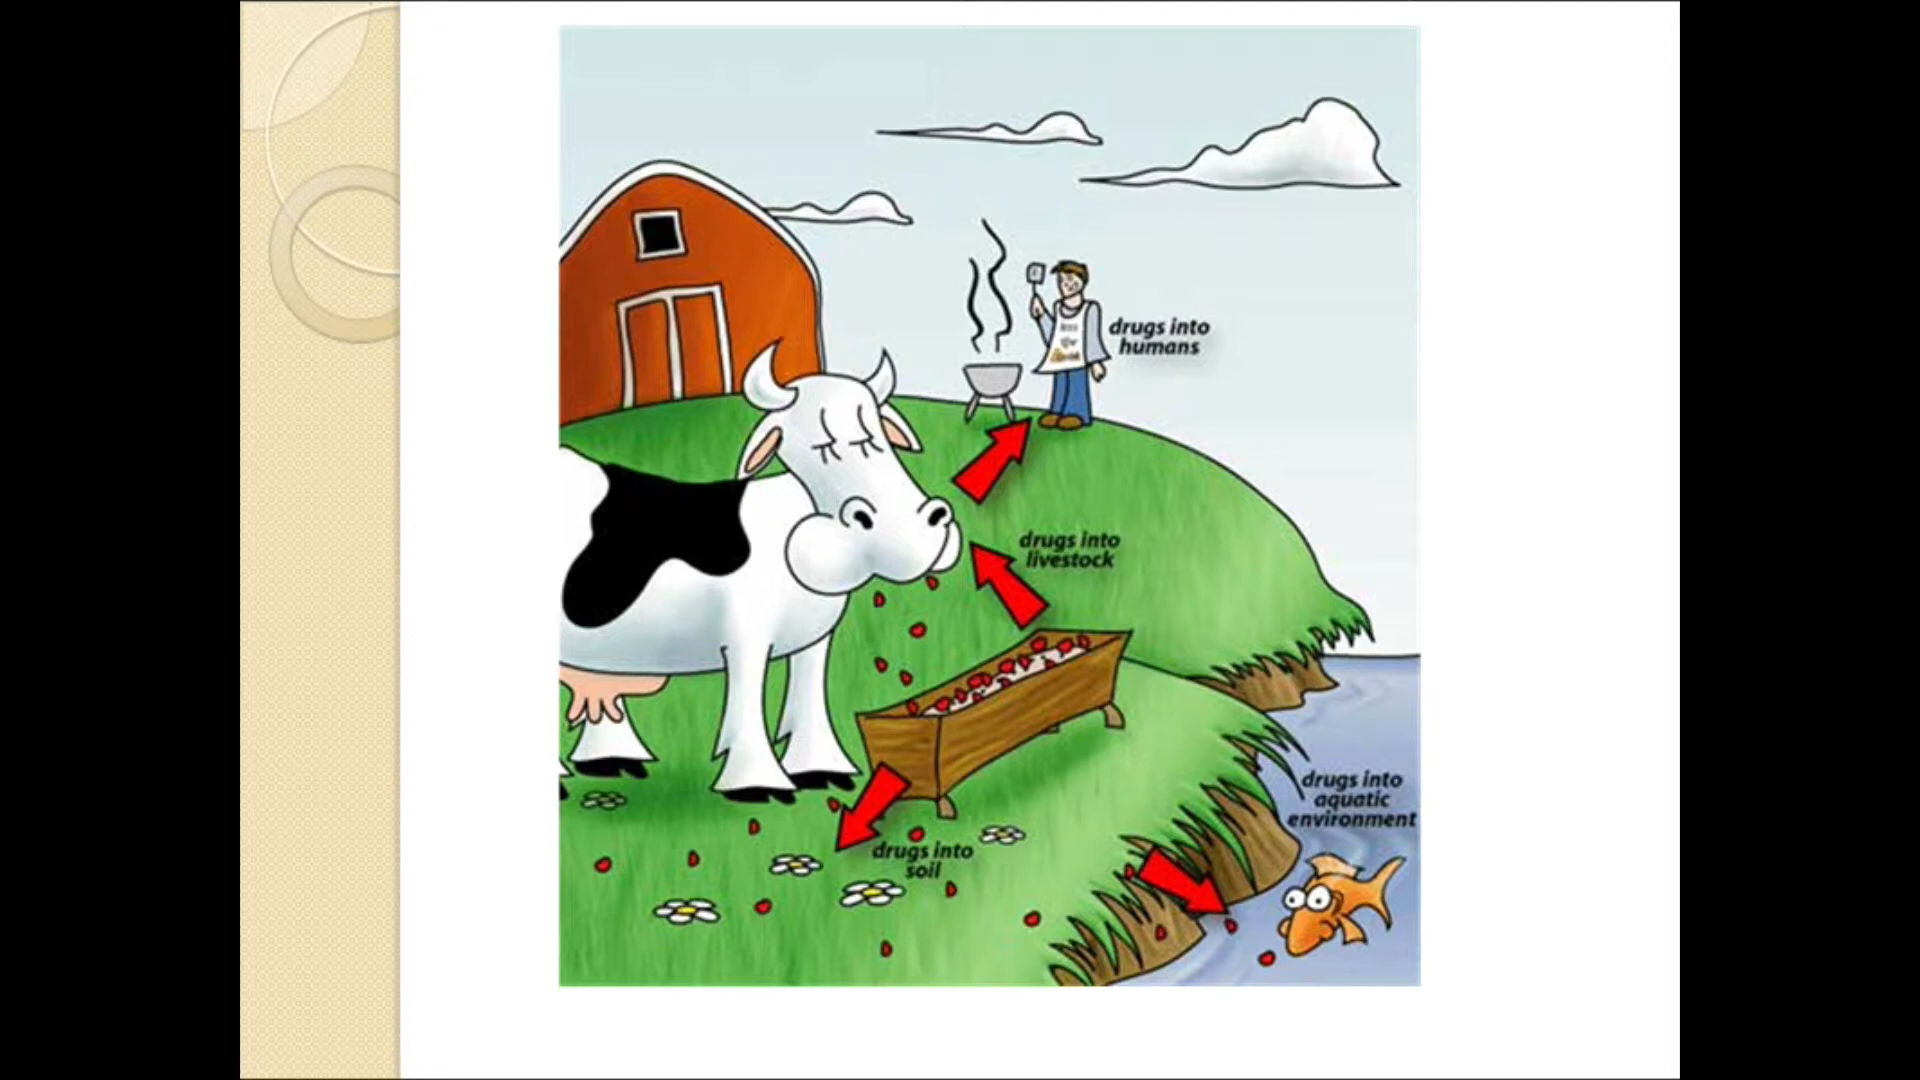 drugs into
humans
drugs into
livestock
drugs into
aquatic
environment
drugs into
soil